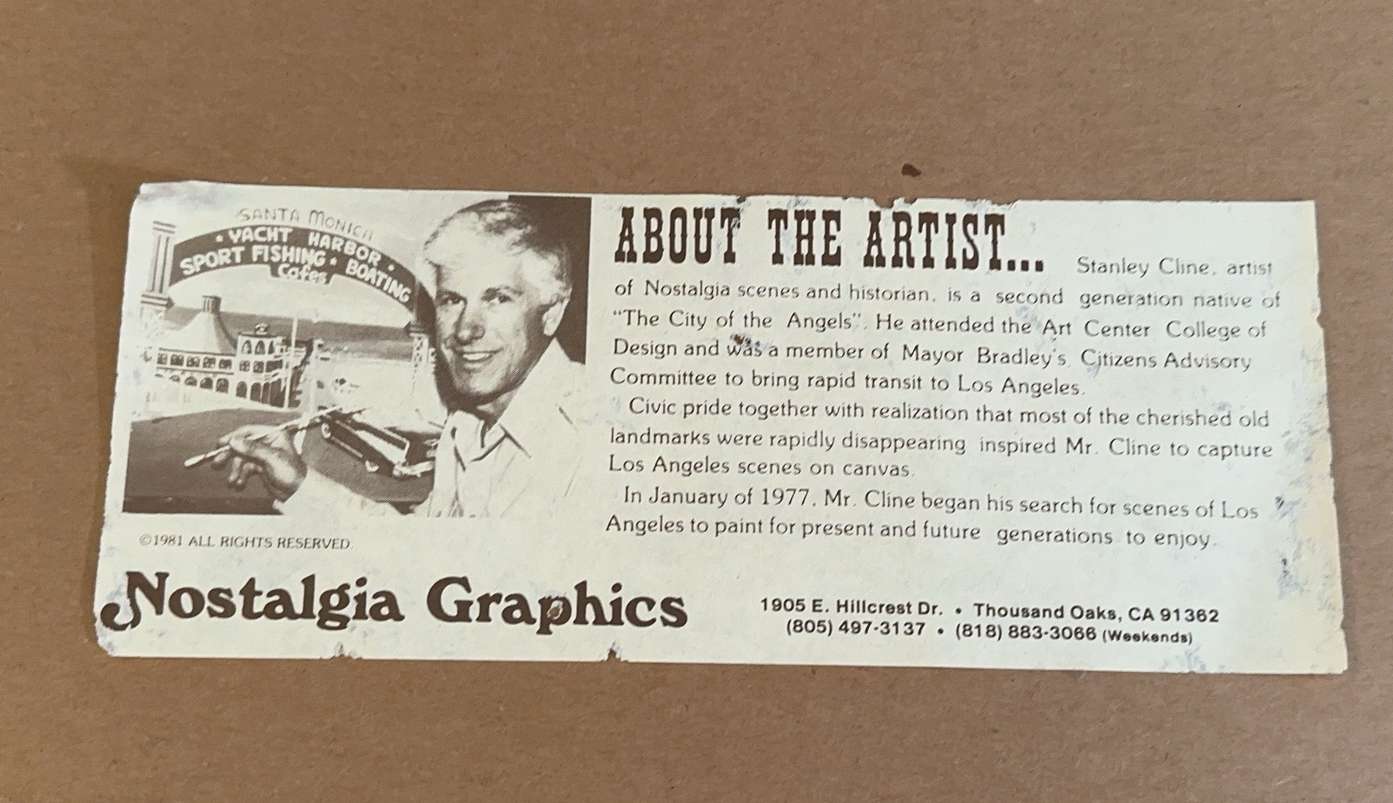 SANTA MONICA
• YACHT HARBOR •
SPORT FISHING • BOATING
Cafes
ABOUT THE ARTIST...
Stanley Cline, artist
of Nostalgia scenes and historian, is a second generation native of
"The City of the Angels". He attended the Art Center College of
Design and was a member of Mayor Bradley's Citizens Advisory
Committee to bring rapid transit to Los Angeles.
Civic pride together with realization that most of the cherished old
landmarks were rapidly disappearing inspired Mr. Cline to capture
Los Angeles scenes on canvas.
In January of 1977, Mr. Cline began his search for scenes of Los
Angeles to paint for present and future generations to enjoy.
©1981 ALL RIGHTS RESERVED.
Nostalgia Graphics
1905 E. Hillcrest Dr. • Thousand Oaks, CA 91362
(805) 497-3137 • (818) 883-3066 (Weekends)